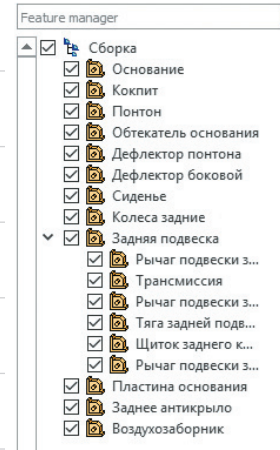 Feature manager
Сборка
Основание
Кокпит
Понтон
Обтекатель основания
Дефлектор понтона
Дефлектор боковой
Сиденье
Колеса задние
Задняя подвеска
Рычаг подвески з...
Трансмиссия
Рычаг подвески з...
Тяга задней подв...
Щиток заднего к...
Рычаг подвески з...
Пластина основания
Заднее антикрыло
Воздухозаборник